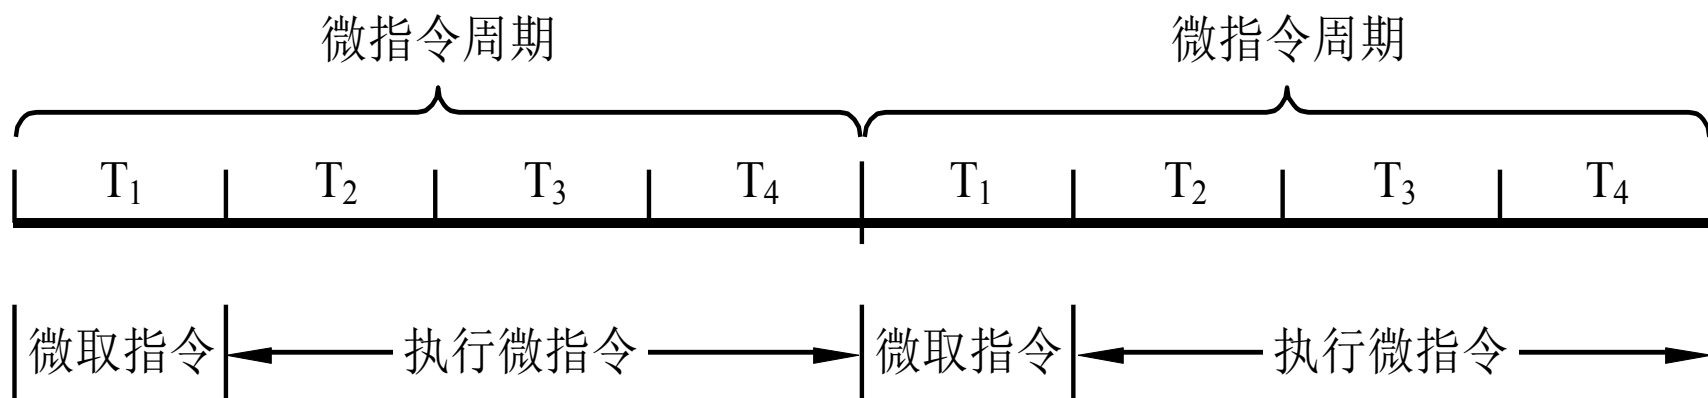 微指令周期 微指令周期
T₁ T₂ T₃ T₄ T₁ T₂ T₃ T₄
微取指令 执行微指令 微取指令 执行微指令